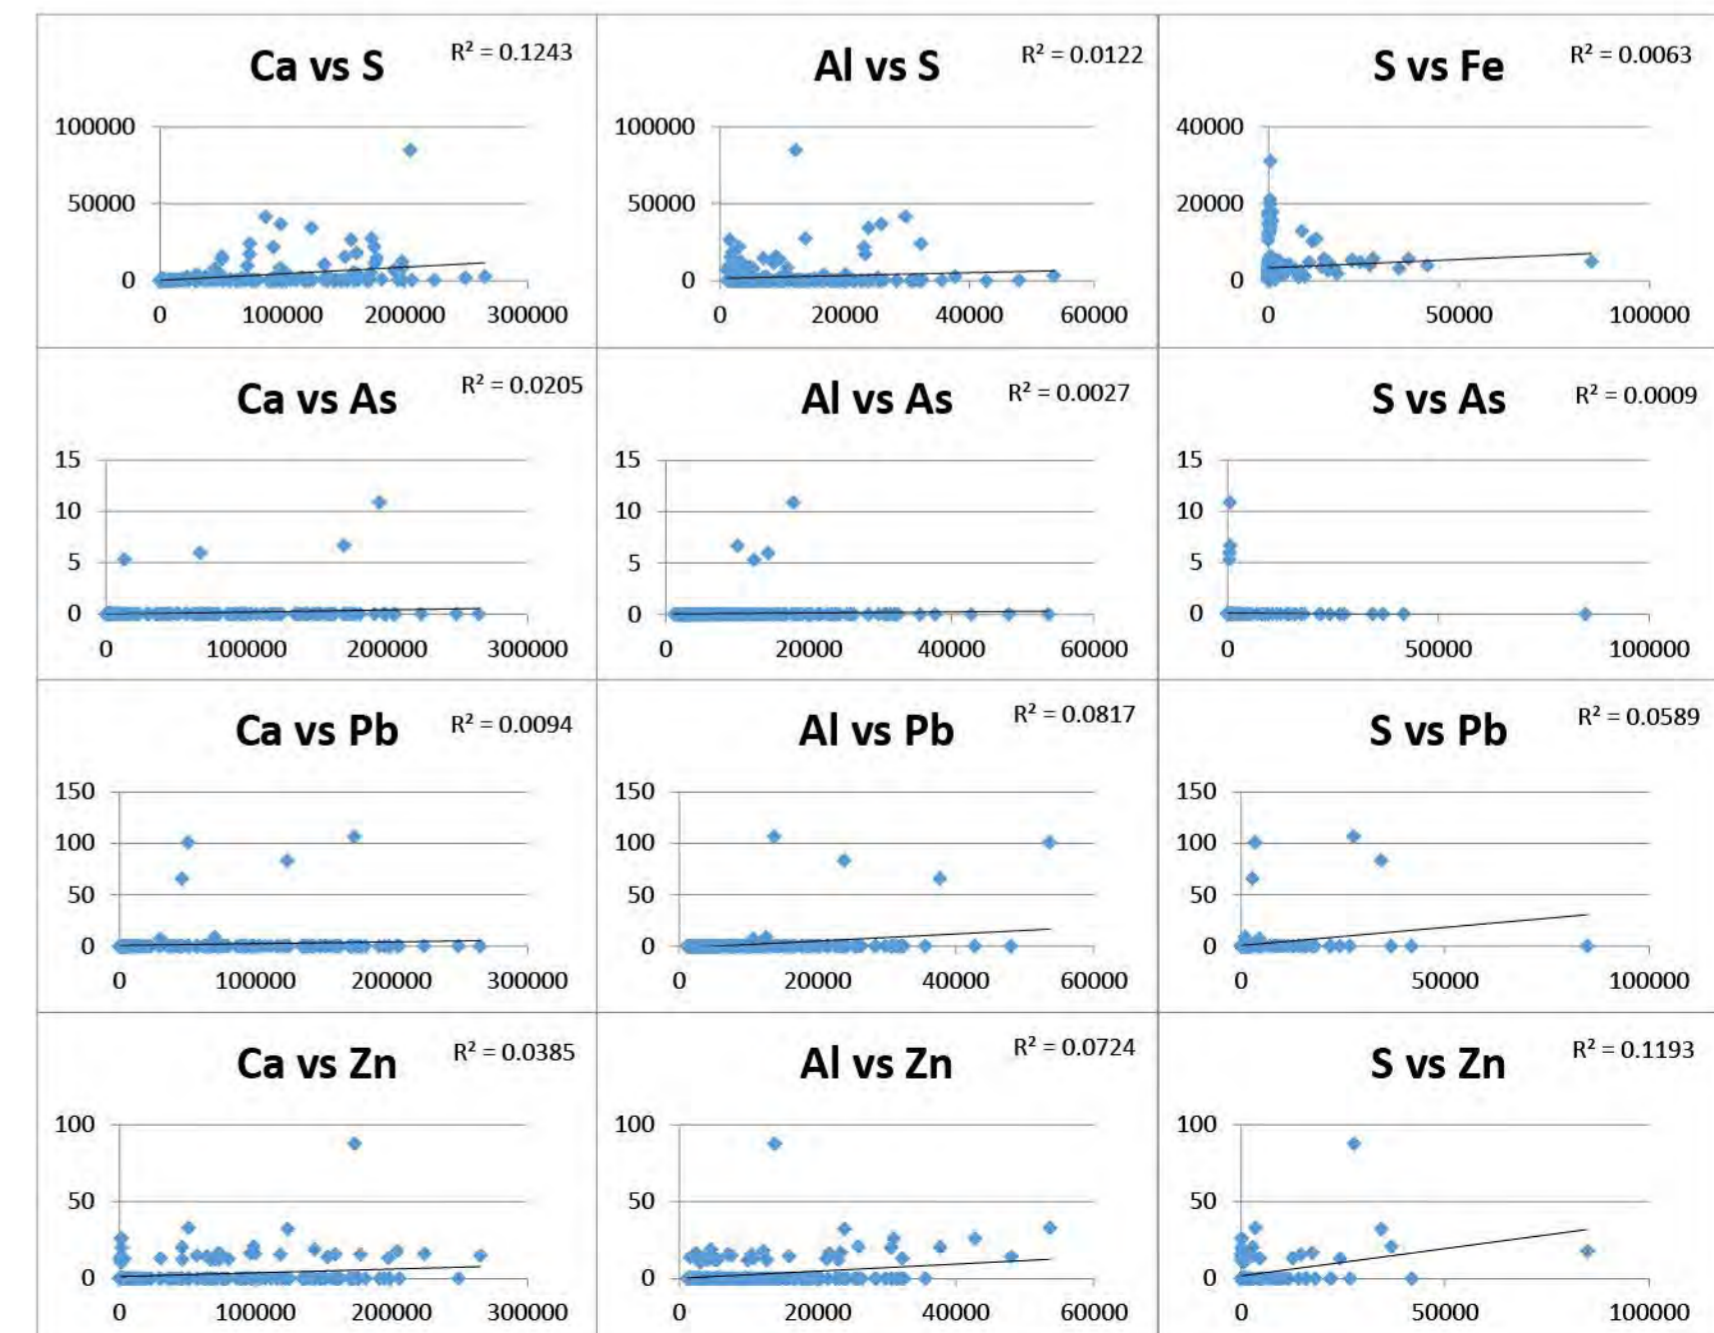 Ca vs S
R² = 0.1243
100000
50000
0
0 100000 200000 300000
Al vs S
R² = 0.0122
100000
50000
0
0 20000 40000 60000
S vs Fe
R² = 0.0063
40000
20000
0
0 50000 100000
Ca vs As
R² = 0.0205
15
10
5
0
0 100000 200000 300000
Al vs As
R² = 0.0027
15
10
5
0
0 20000 40000 60000
S vs As
R² = 0.0009
15
10
5
0
0 50000 100000
Ca vs Pb
R² = 0.0094
150
100
50
0
0 100000 200000 300000
Al vs Pb
R² = 0.0817
150
100
50
0
0 20000 40000 60000
S vs Pb
R² = 0.0589
150
100
50
0
0 50000 100000
Ca vs Zn
R² = 0.0385
100
50
0
0 100000 200000 300000
Al vs Zn
R² = 0.0724
100
50
0
0 20000 40000 60000
S vs Zn
R² = 0.1193
100
50
0
0 50000 100000